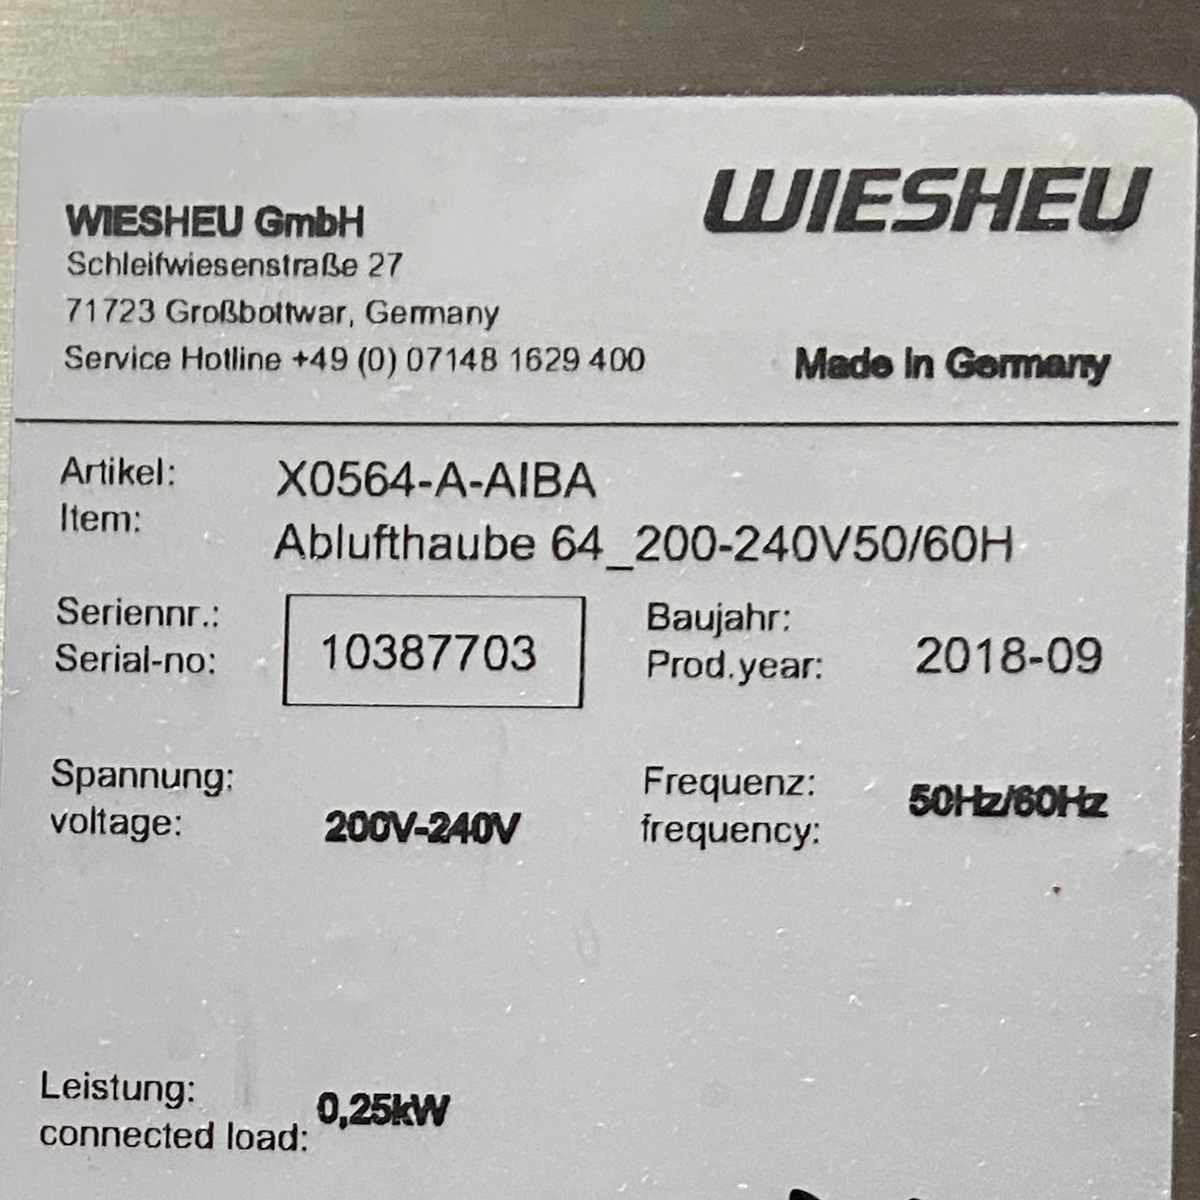 WIESHEU
WIESHEU GmbH
Schleifwiesenstraße 27
71723 Großbottwar, Germany
Service Hotline +49 (0) 07148 1629 400
Made in Germany
Artikel:
Item:
X0564-A-AIBA
Ablufthaube 64_200-240V50/60H
Seriennr.:
Serial-no:
10387703
Baujahr:
Prod.year:
2018-09
Spannung:
voltage:
200V-240V
Frequenz:
frequency:
50Hz/60Hz
Leistung:
connected load:
0,25kW